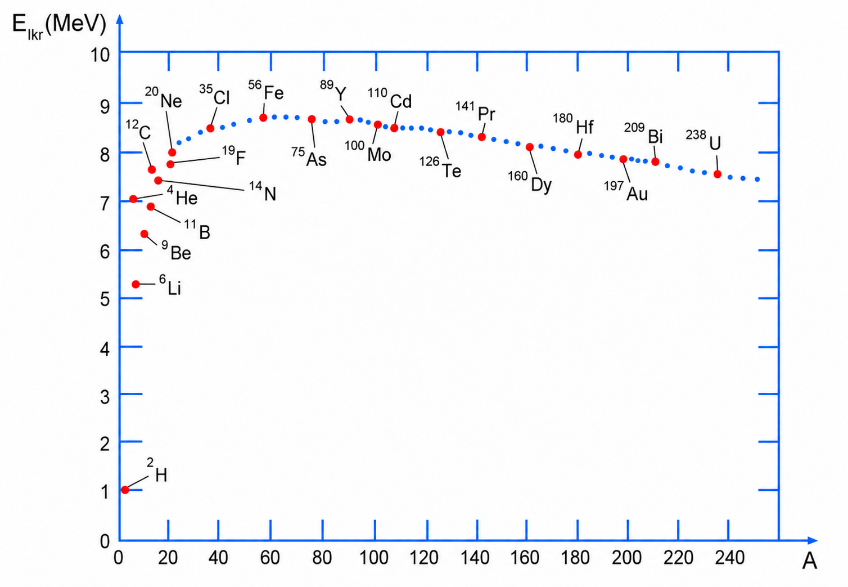 E_lkr (MeV)
10
9
8
7
6
5
4
3
2
1
0
²⁰Ne
³⁵Cl
⁵⁶Fe
⁸⁹Y
¹¹⁰Cd
¹⁴¹Pr
¹⁸⁰Hf
²⁰⁹Bi
²³⁸U
¹²C
¹⁹F
⁷⁵As
¹⁰⁰Mo
¹²⁶Te
¹⁶⁰Dy
¹⁹⁷Au
⁴He
¹⁴N
¹¹B
⁹Be
⁶Li
²H
0 20 40 60 80 100 120 140 160 180 200 220 240 A